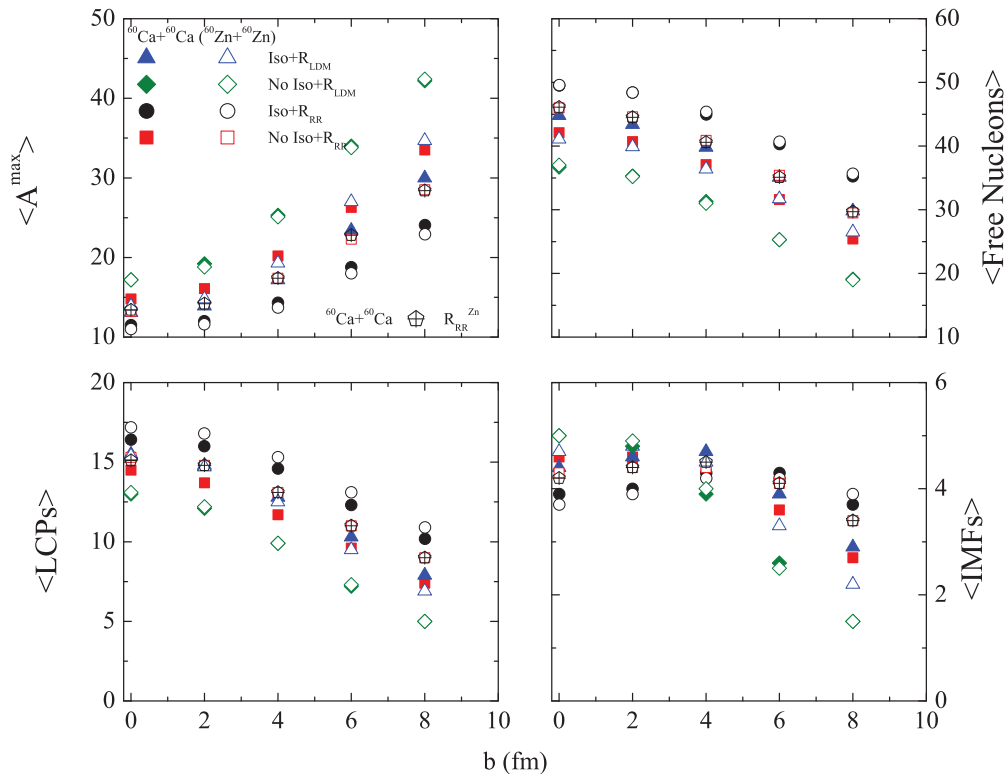 50
40
30
20
10
<A^max>
60Ca+60Ca (60Zn+60Zn)
Iso+R_LDM
No Iso+R_LDM
Iso+R_RR
No Iso+R_RR
60Ca+60Ca R_RR^Zn
60
50
40
30
20
10
<Free Nucleons>
20
15
10
5
0
<LCPs>
0 2 4 6 8 10
6
4
2
0
<IMFs>
0 2 4 6 8 10
b (fm)